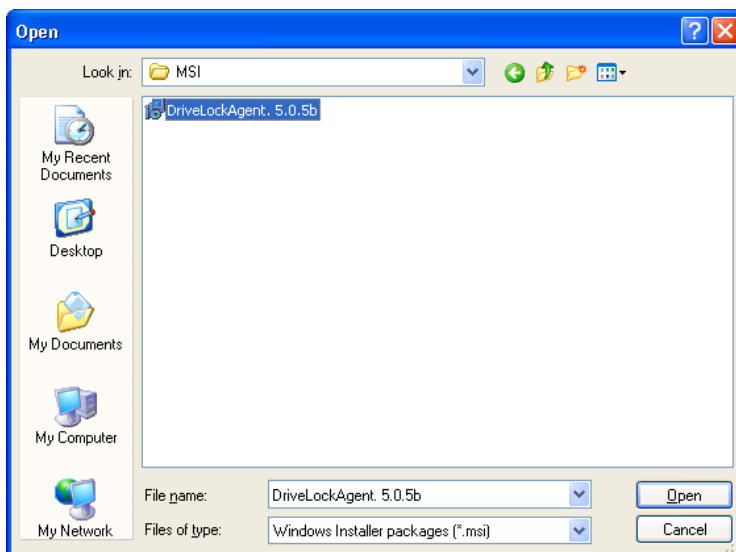 Open
Look in: MSI
DriveLockAgent. 5.0.5b
My Recent
Documents
Desktop
My Documents
My Computer
My Network
File name: DriveLockAgent. 5.0.5b Open
Files of type: Windows Installer packages (*.msi) Cancel